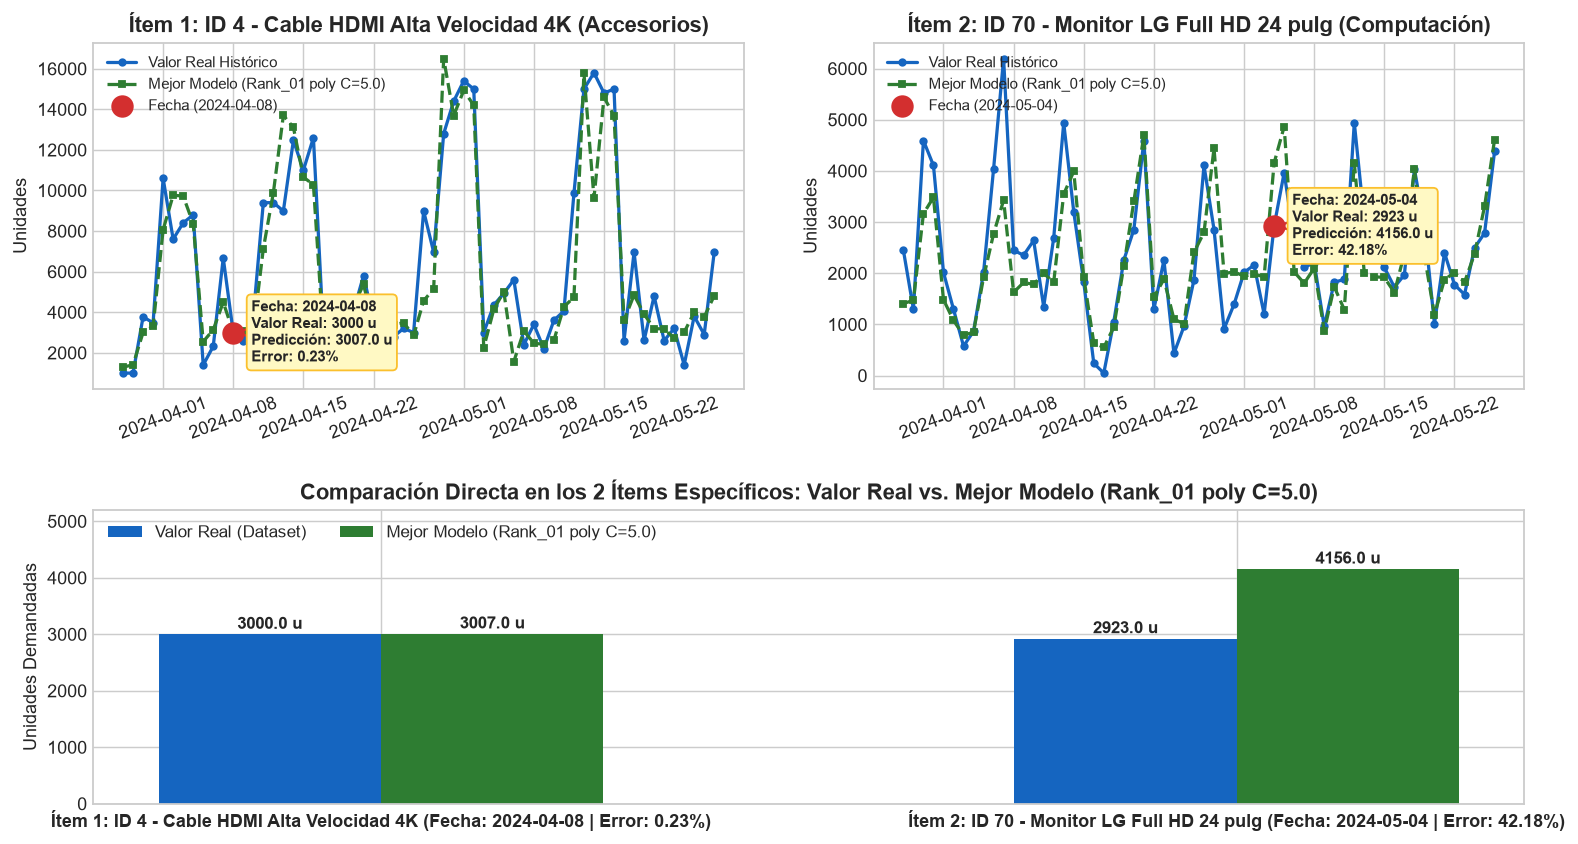 Ítem 1: ID 4 - Cable HDMI Alta Velocidad 4K (Accesorios)
Unidades
16000
14000
12000
10000
8000
6000
4000
2000
Valor Real Histórico
Mejor Modelo (Rank_01 poly C=5.0)
Fecha (2024-04-08)
Fecha: 2024-04-08
Valor Real: 3000 u
Predicción: 3007.0 u
Error: 0.23%
2024-04-01
2024-04-08
2024-04-15
2024-04-22
2024-05-01
2024-05-08
2024-05-15
2024-05-22
Ítem 2: ID 70 - Monitor LG Full HD 24 pulg (Computación)
Unidades
6000
5000
4000
3000
2000
1000
0
Valor Real Histórico
Mejor Modelo (Rank_01 poly C=5.0)
Fecha (2024-05-04)
Fecha: 2024-05-04
Valor Real: 2923 u
Predicción: 4156.0 u
Error: 42.18%
2024-04-01
2024-04-08
2024-04-15
2024-04-22
2024-05-01
2024-05-08
2024-05-15
2024-05-22
Comparación Directa en los 2 Ítems Específicos: Valor Real vs. Mejor Modelo (Rank_01 poly C=5.0)
Unidades Demandadas
5000
4000
3000
2000
1000
0
Valor Real (Dataset)
Mejor Modelo (Rank_01 poly C=5.0)
3000.0 u
3007.0 u
2923.0 u
4156.0 u
Ítem 1: ID 4 - Cable HDMI Alta Velocidad 4K (Fecha: 2024-04-08 | Error: 0.23%)
Ítem 2: ID 70 - Monitor LG Full HD 24 pulg (Fecha: 2024-05-04 | Error: 42.18%)